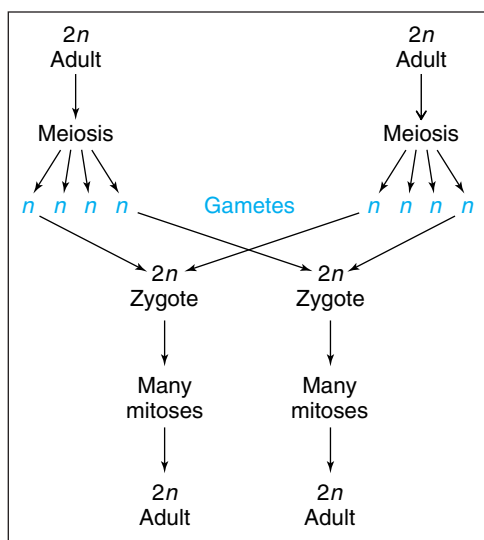 2n 2n
Adult Adult
Meiosis Meiosis
n n n n Gametes n n n n
2n 2n
Zygote Zygote
Many Many
mitoses mitoses
2n 2n
Adult Adult